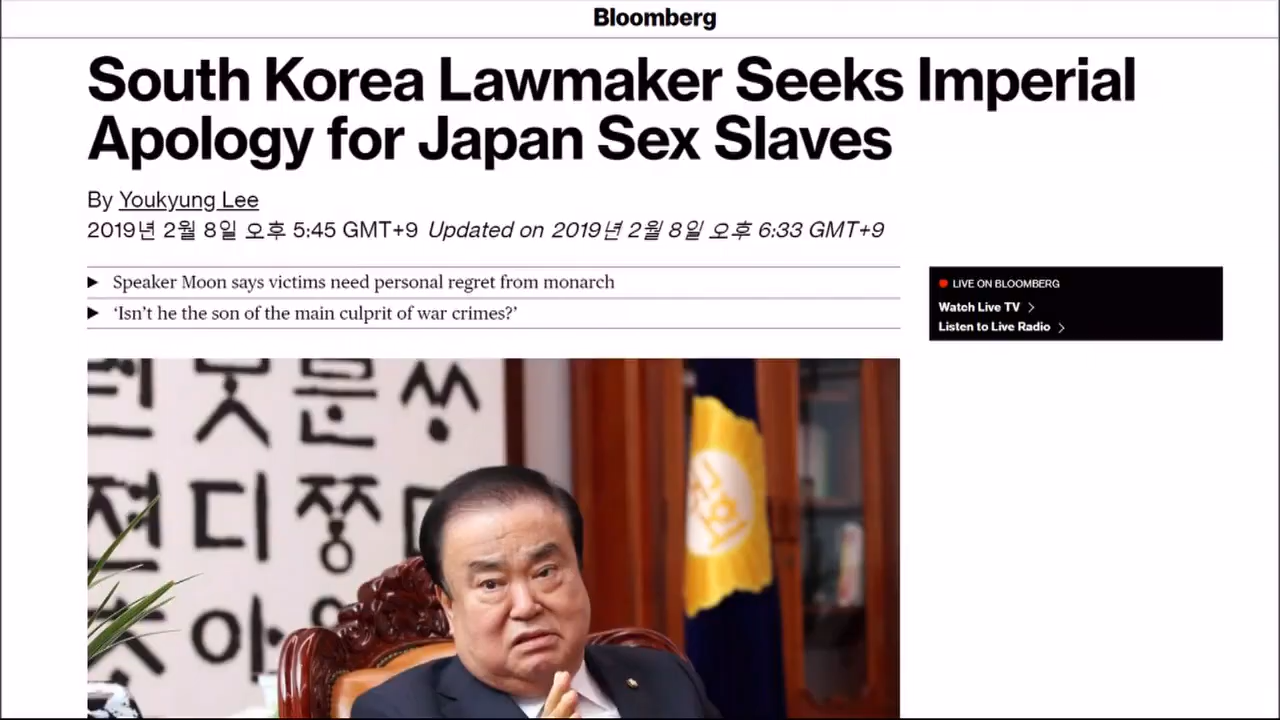 Bloomberg
South Korea Lawmaker Seeks Imperial
Apology for Japan Sex Slaves
By Youkyung Lee
2019년 2월 8일 오후 5:45 GMT+9 Updated on 2019년 2월 8일 오후 6:33 GMT+9
▶ Speaker Moon says victims need personal regret from monarch
▶ ‘Isn’t he the son of the main culprit of war crimes?’
LIVE ON BLOOMBERG
Watch Live TV >
Listen to Live Radio >
국회